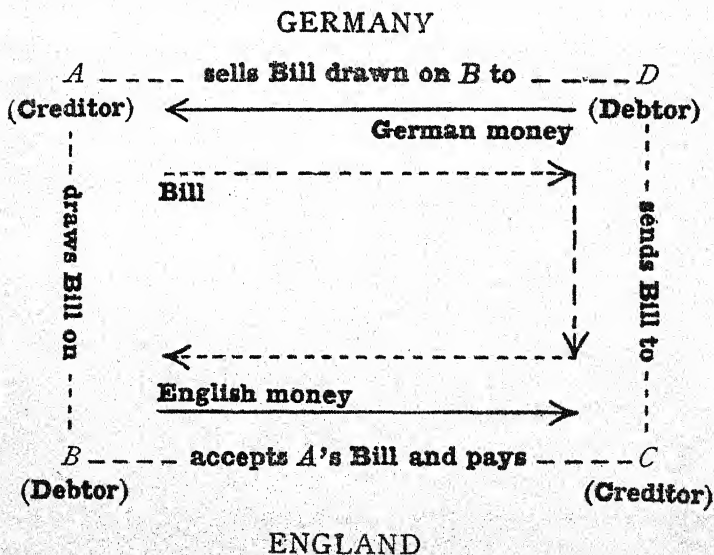 GERMANY
A sells Bill drawn on B to D
(Creditor) (Debtor)
German money
Bill
draws Bill on
sends Bill to
English money
B accepts A's Bill and pays C
(Debtor) (Creditor)
ENGLAND